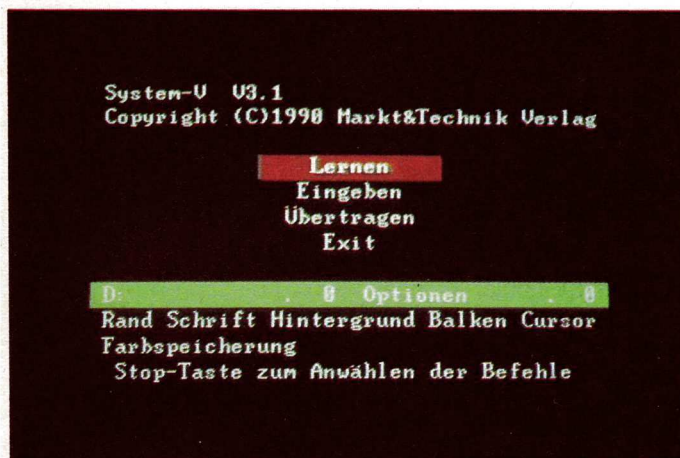 System-V V3.1
Copyright (C)1990 Markt&Technik Verlag
Lernen
Eingeben
Übertragen
Exit
D: . 0 Optionen . 0
Rand Schrift Hintergrund Balken Cursor
Farbspeicherung
Stop-Taste zum Anwählen der Befehle